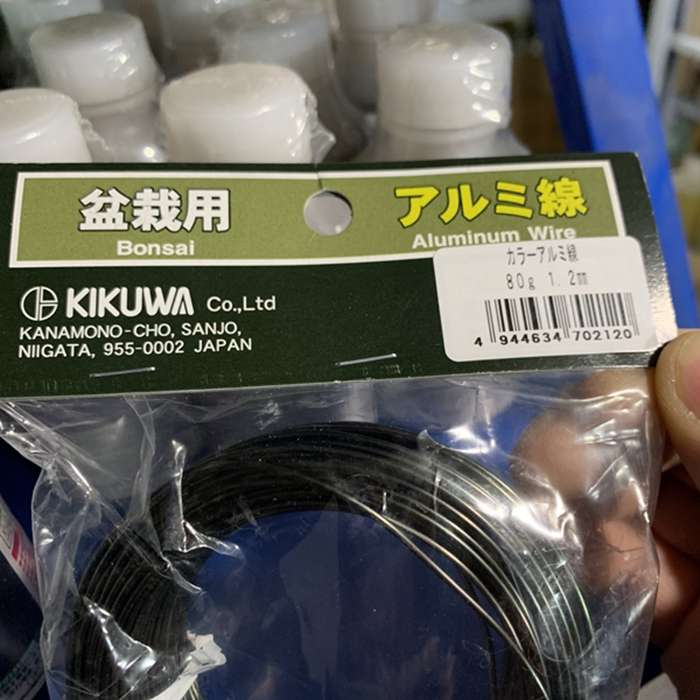 盆栽用
Bonsai
アルミ線
Aluminum Wire
KIKUWA Co.,Ltd
KANAMONO-CHO, SANJO,
NIIGATA, 955-0002 JAPAN
カラーアルミ線
80g 1.2mm
4 944634 702120